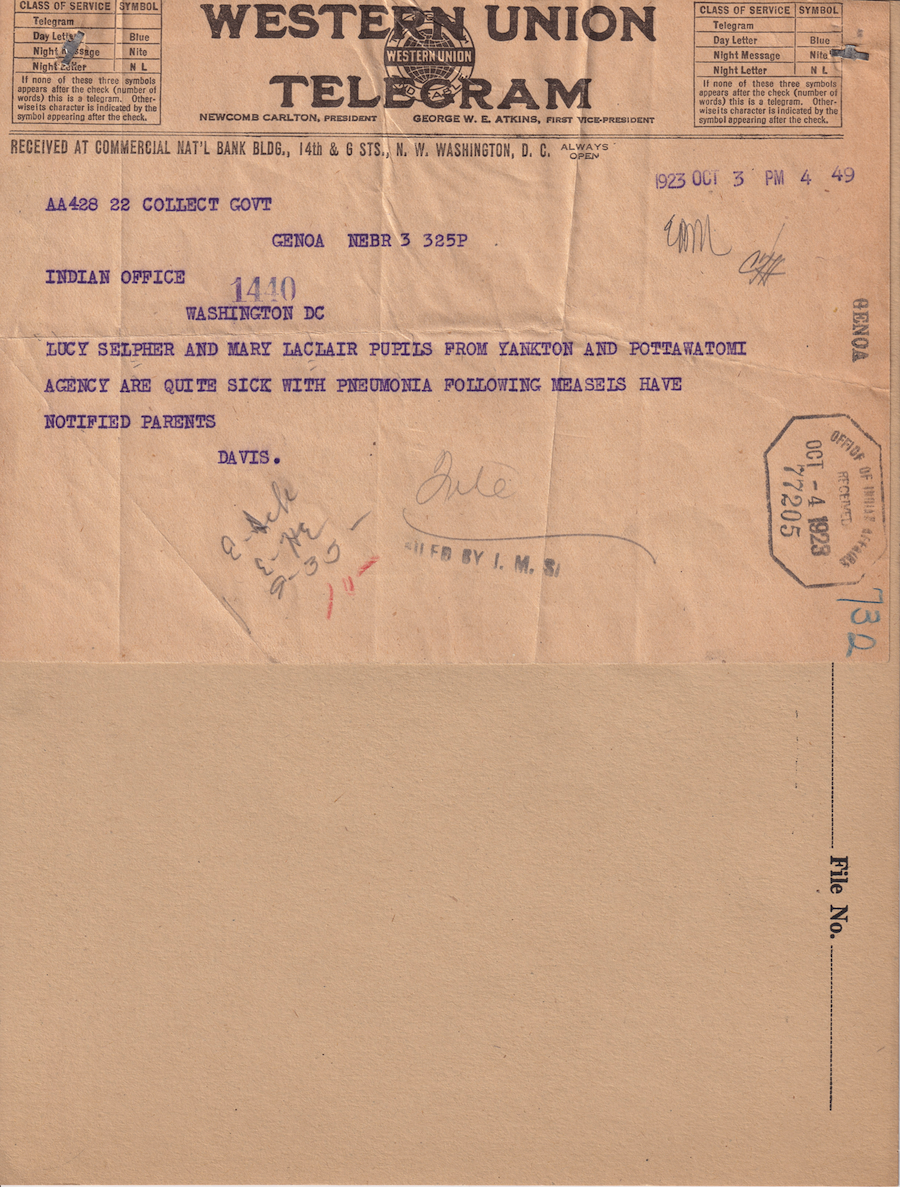 CLASS OF SERVICE SYMBOL
Telegram
Day Letter Blue
Night Message Nite
Night Letter N L
If none of these three symbols
appears after the check (number of
words) this is a telegram. Other-
wise its character is indicated by the
symbol appearing after the check.
WESTERN UNION
WESTERN UNION
TELEGRAM
NEWCOMB CARLTON, PRESIDENT GEORGE W. E. ATKINS, FIRST VICE-PRESIDENT
CLASS OF SERVICE SYMBOL
Telegram
Day Letter Blue
Night Message Nite
Night Letter N L
If none of these three symbols
appears after the check (number of
words) this is a telegram. Other-
wise its character is indicated by the
symbol appearing after the check.
RECEIVED AT COMMERCIAL NAT'L BANK BLDG., 14th & G STS., N. W. WASHINGTON, D. C. ALWAYS
OPEN
1923 OCT 3 PM 4 49
AA428 22 COLLECT GOVT
GENOA NEBR 3 325P
INDIAN OFFICE
1440
WASHINGTON DC
GENOA
LUCY SELPHER AND MARY LACLAIR PUPILS FROM YANKTON AND POTTAWATOMI
AGENCY ARE QUITE SICK WITH PNEUMONIA FOLLOWING MEASEIS HAVE
NOTIFIED PARENTS
DAVIS.
OFFICE OF INDIAN AFFAIRS
RECEIVED
OCT -4 1923
77205
FILED BY I. M.
732
File No.